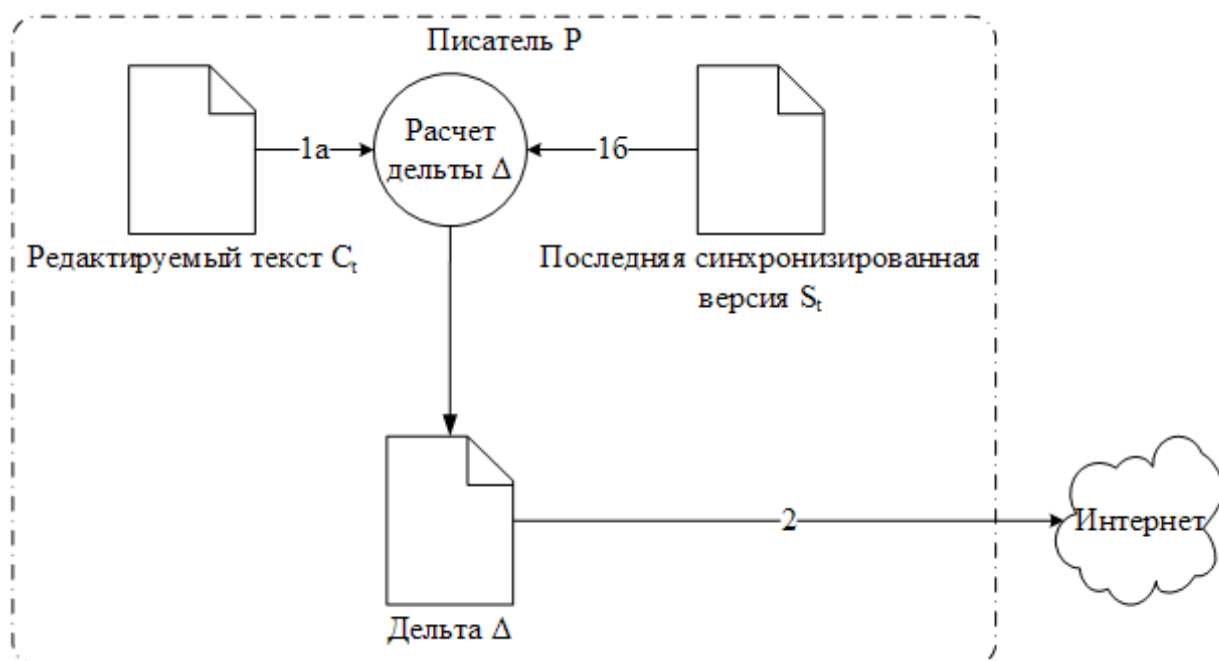 Писатель P
Расчет
дельты Δ
1а
1б
Редактируемый текст Ct
Последняя синхронизированная
версия St
2
Интернет
Дельта Δ